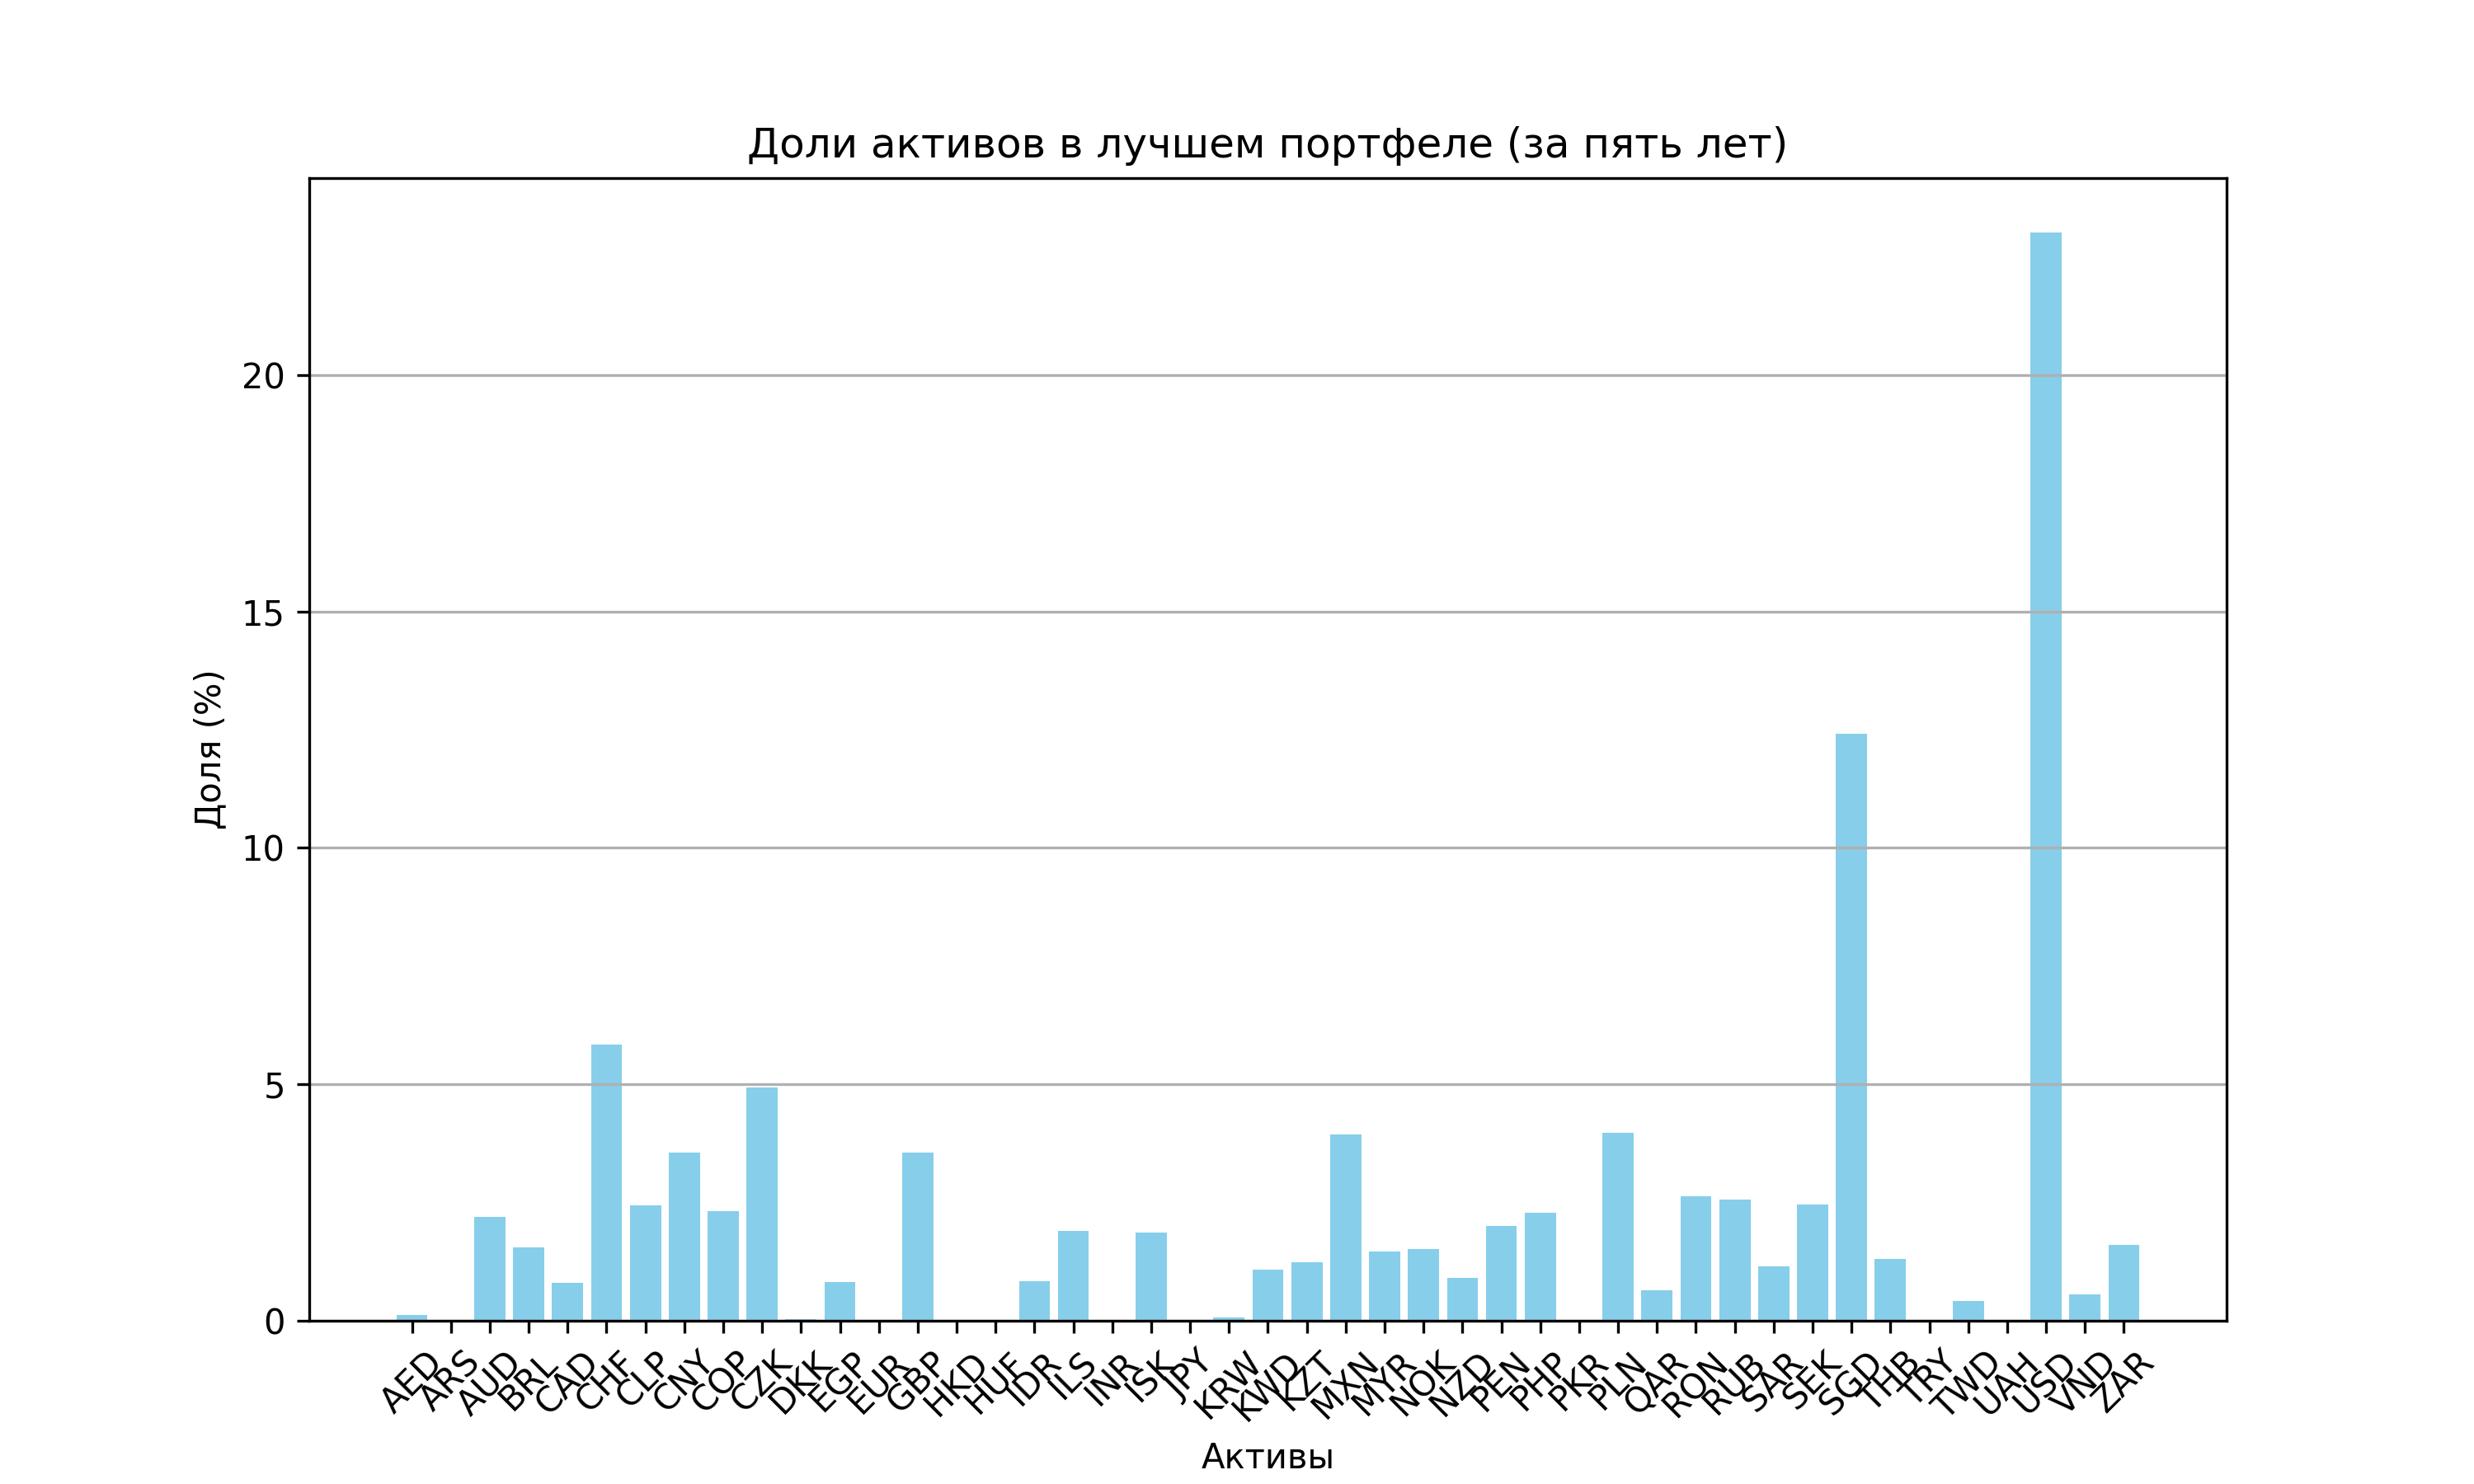 Доли активов в лучшем портфеле (за пять лет)
Доля (%)
20
15
10
5
0
AED
ARS
AUD
BRL
CAD
CHF
CLP
CNY
COP
CZK
DKK
EGP
EUR
GBP
HKD
HUF
IDR
ILS
INR
ISK
JPY
KRW
KWD
KZT
MXN
MYR
NOK
NZD
PEN
PHP
PKR
PLN
QAR
RON
RUB
SAR
SEK
SGD
THB
TRY
TWD
UAH
USD
VND
ZAR
Активы